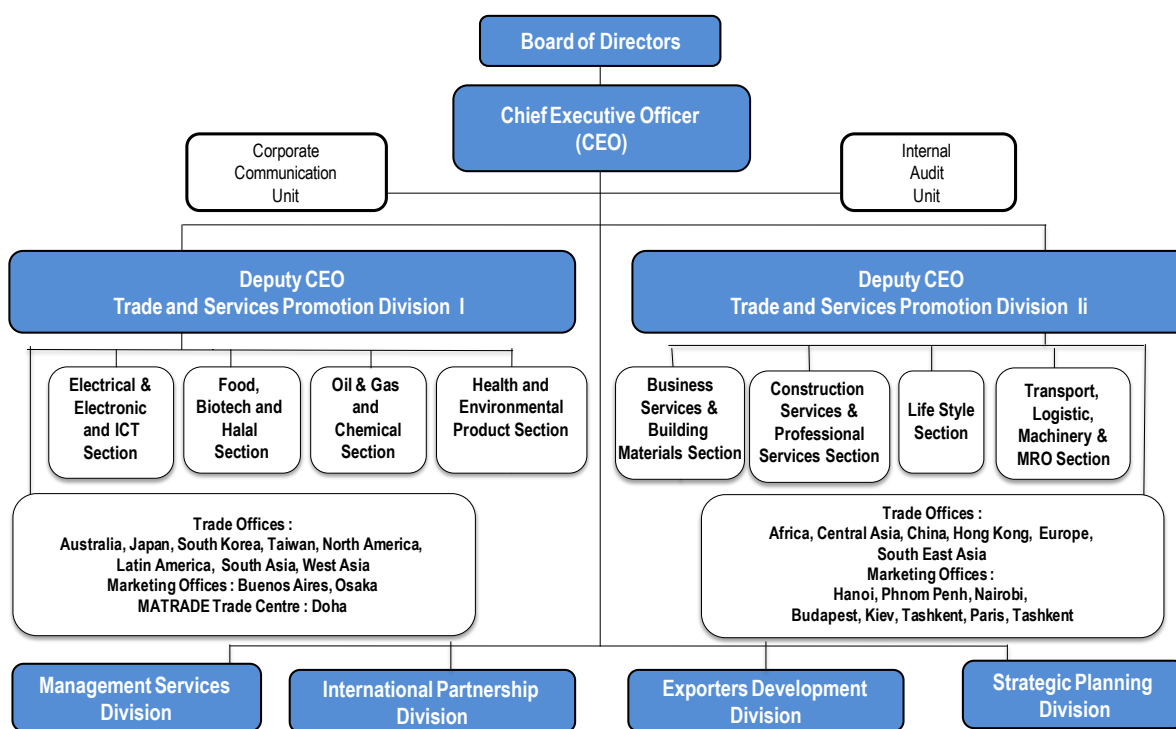 Board of Directors
Chief Executive Officer
(CEO)
Corporate
Communication
Unit
Internal
Audit
Unit
Deputy CEO
Trade and Services Promotion Division I
Deputy CEO
Trade and Services Promotion Division Ii
Electrical &
Electronic
and ICT
Section
Food,
Biotech and
Halal
Section
Oil & Gas
and
Chemical
Section
Health and
Environmental
Product Section
Business
Services &
Building
Materials Section
Construction
Services &
Professional
Services Section
Life Style
Section
Transport,
Logistic,
Machinery &
MRO Section
Trade Offices :
Australia, Japan, South Korea, Taiwan, North America,
Latin America, South Asia, West Asia
Marketing Offices : Buenos Aires, Osaka
MATRADE Trade Centre : Doha
Trade Offices :
Africa, Central Asia, China, Hong Kong, Europe,
South East Asia
Marketing Offices :
Hanoi, Phnom Penh, Nairobi,
Budapest, Kiev, Tashkent, Paris, Tashkent
Management Services
Division
International Partnership
Division
Exporters Development
Division
Strategic Planning
Division